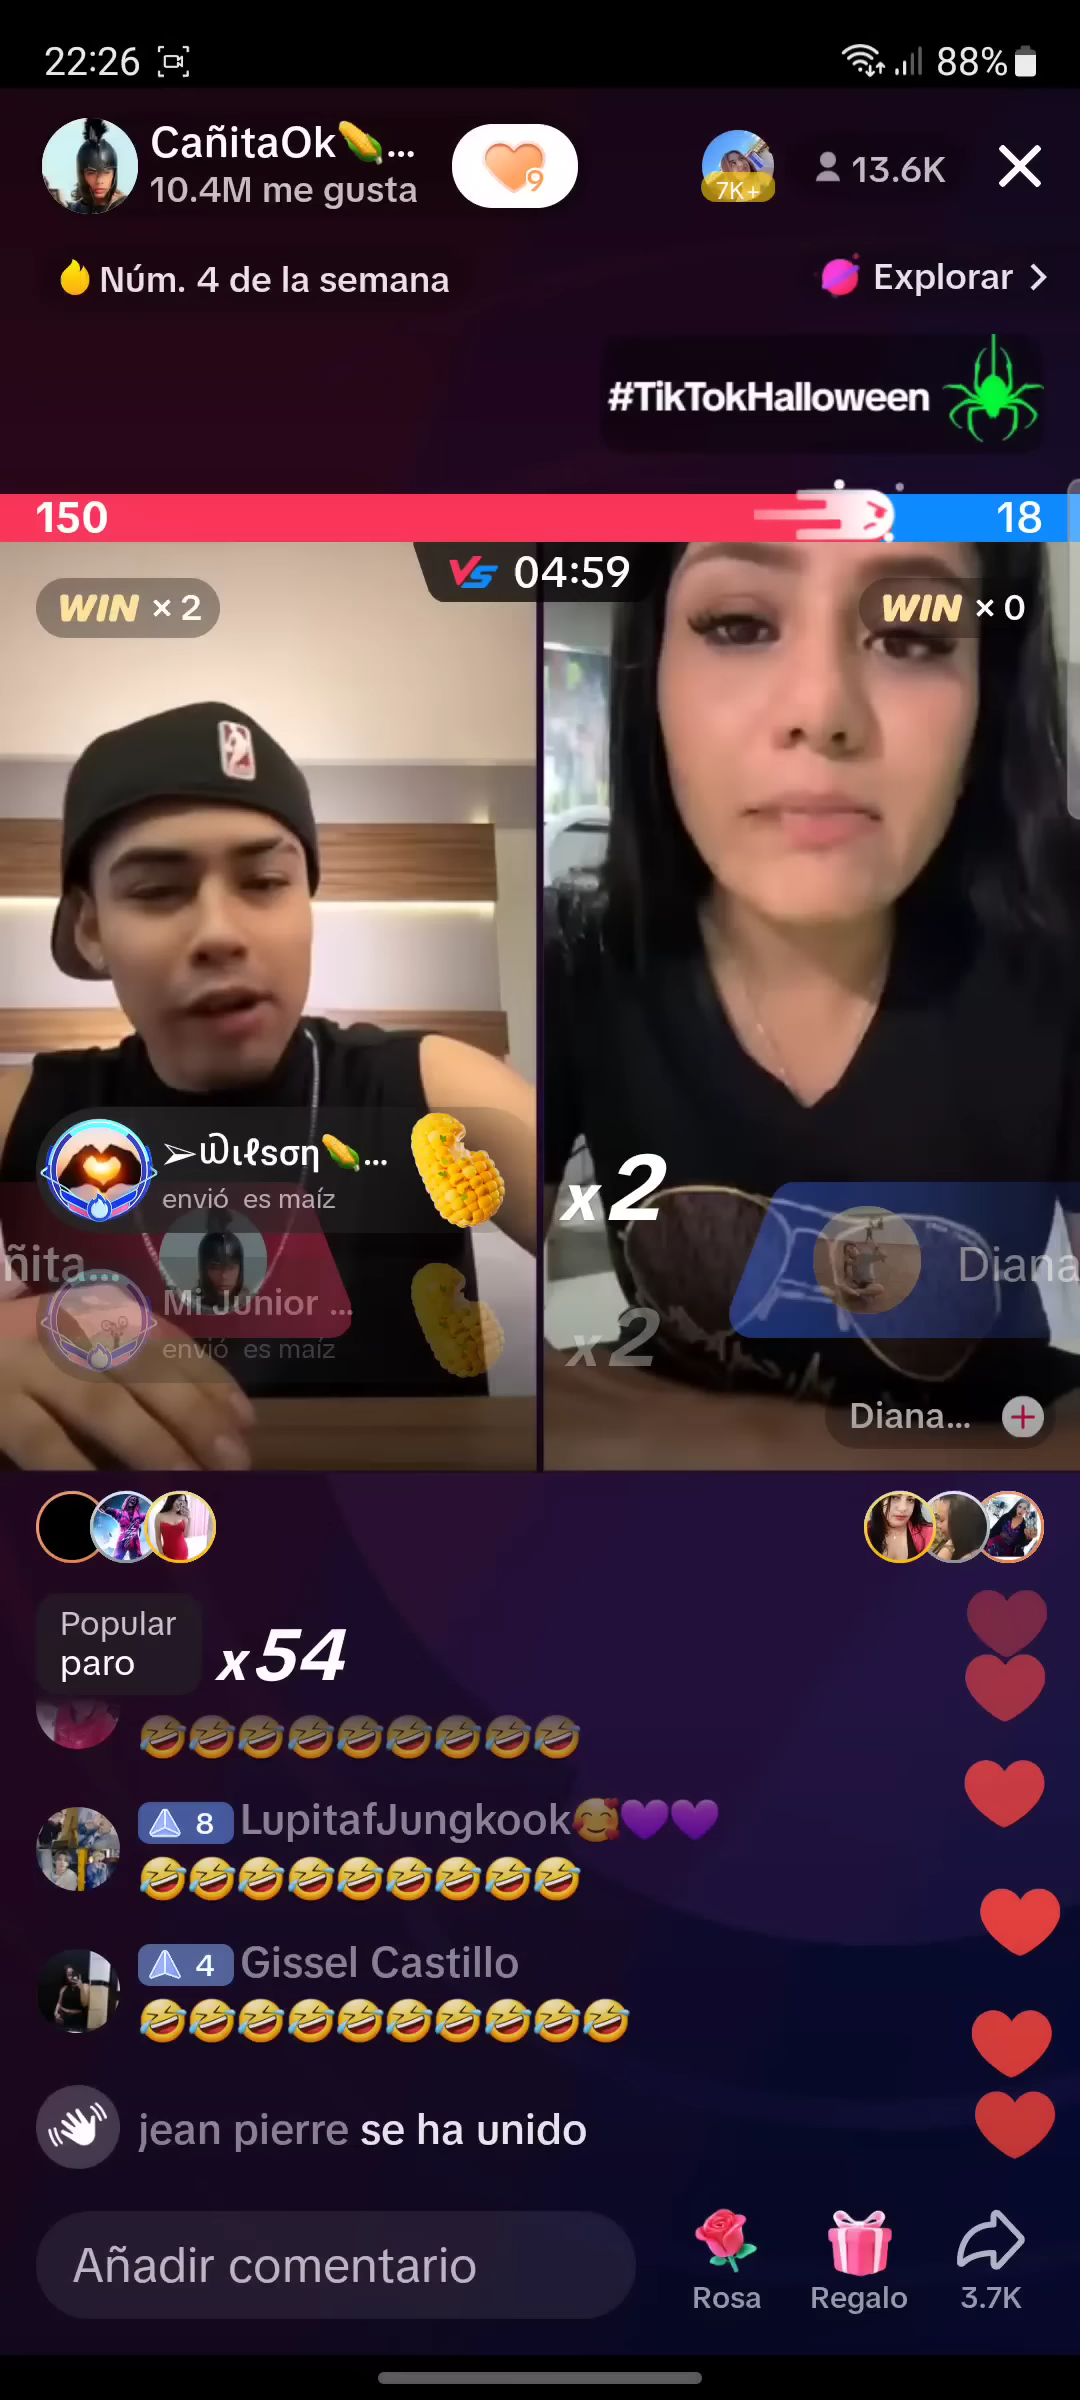 22:26
88%
CañitaOk🌽...
10.4M me gusta
7K+
13.6K
Núm. 4 de la semana
Explorar
#TikTokHalloween
150
18
VS 04:59
WIN × 2
WIN × 0
➢Ꮤιℓsση🌽...
envió es maíz
x2
ñita...
Diana
Mi Junior ...
envió es maíz
x2
Diana...
Popular
paro
x54
🤣🤣🤣🤣🤣🤣🤣🤣🤣
8 LupitafJungkook🥰💜💜
🤣🤣🤣🤣🤣🤣🤣🤣🤣
4 Gissel Castillo
🤣🤣🤣🤣🤣🤣🤣🤣🤣🤣
jean pierre se ha unido
Añadir comentario
Rosa
Regalo
3.7K